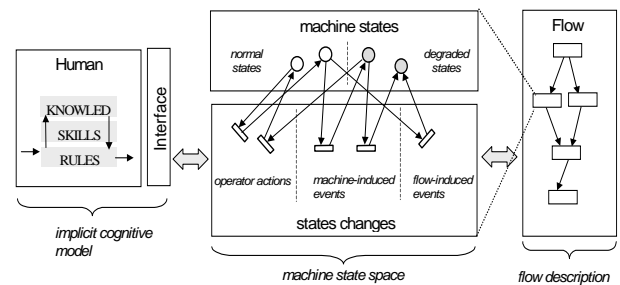 Human
KNOWLED
SKILLS
RULES
Interface
implicit cognitive
model
machine states
normal
states
degraded
states
operator actions
machine-induced
events
flow-induced
events
states changes
machine state space
Flow
flow description